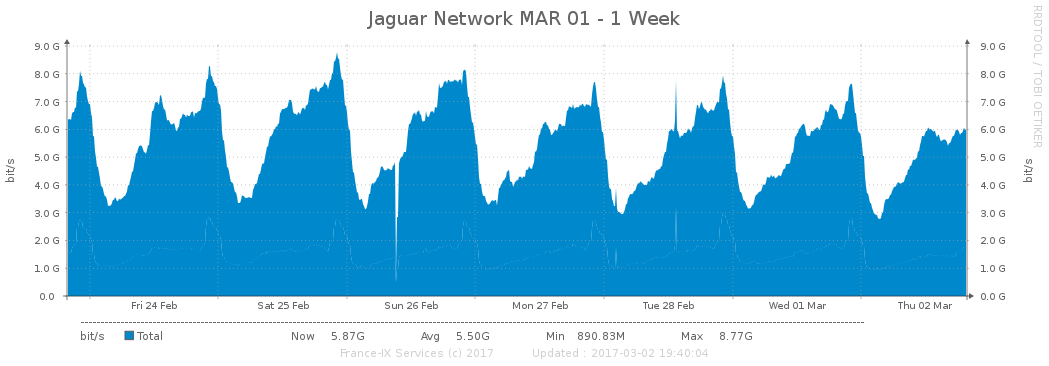 Jaguar Network MAR 01 - 1 Week
RRDTOOL / TOBI OETIKER
bit/s
9.0 G
8.0 G
7.0 G
6.0 G
5.0 G
4.0 G
3.0 G
2.0 G
1.0 G
0.0
9.0 G
8.0 G
7.0 G
6.0 G
5.0 G
4.0 G
3.0 G
2.0 G
1.0 G
0.0 G
bit/s
Fri 24 Feb Sat 25 Feb Sun 26 Feb Mon 27 Feb Tue 28 Feb Wed 01 Mar Thu 02 Mar
bit/s Total Now 5.87G Avg 5.50G Min 890.83M Max 8.77G
France-IX Services (c) 2017 Updated : 2017-03-02 19:40:04